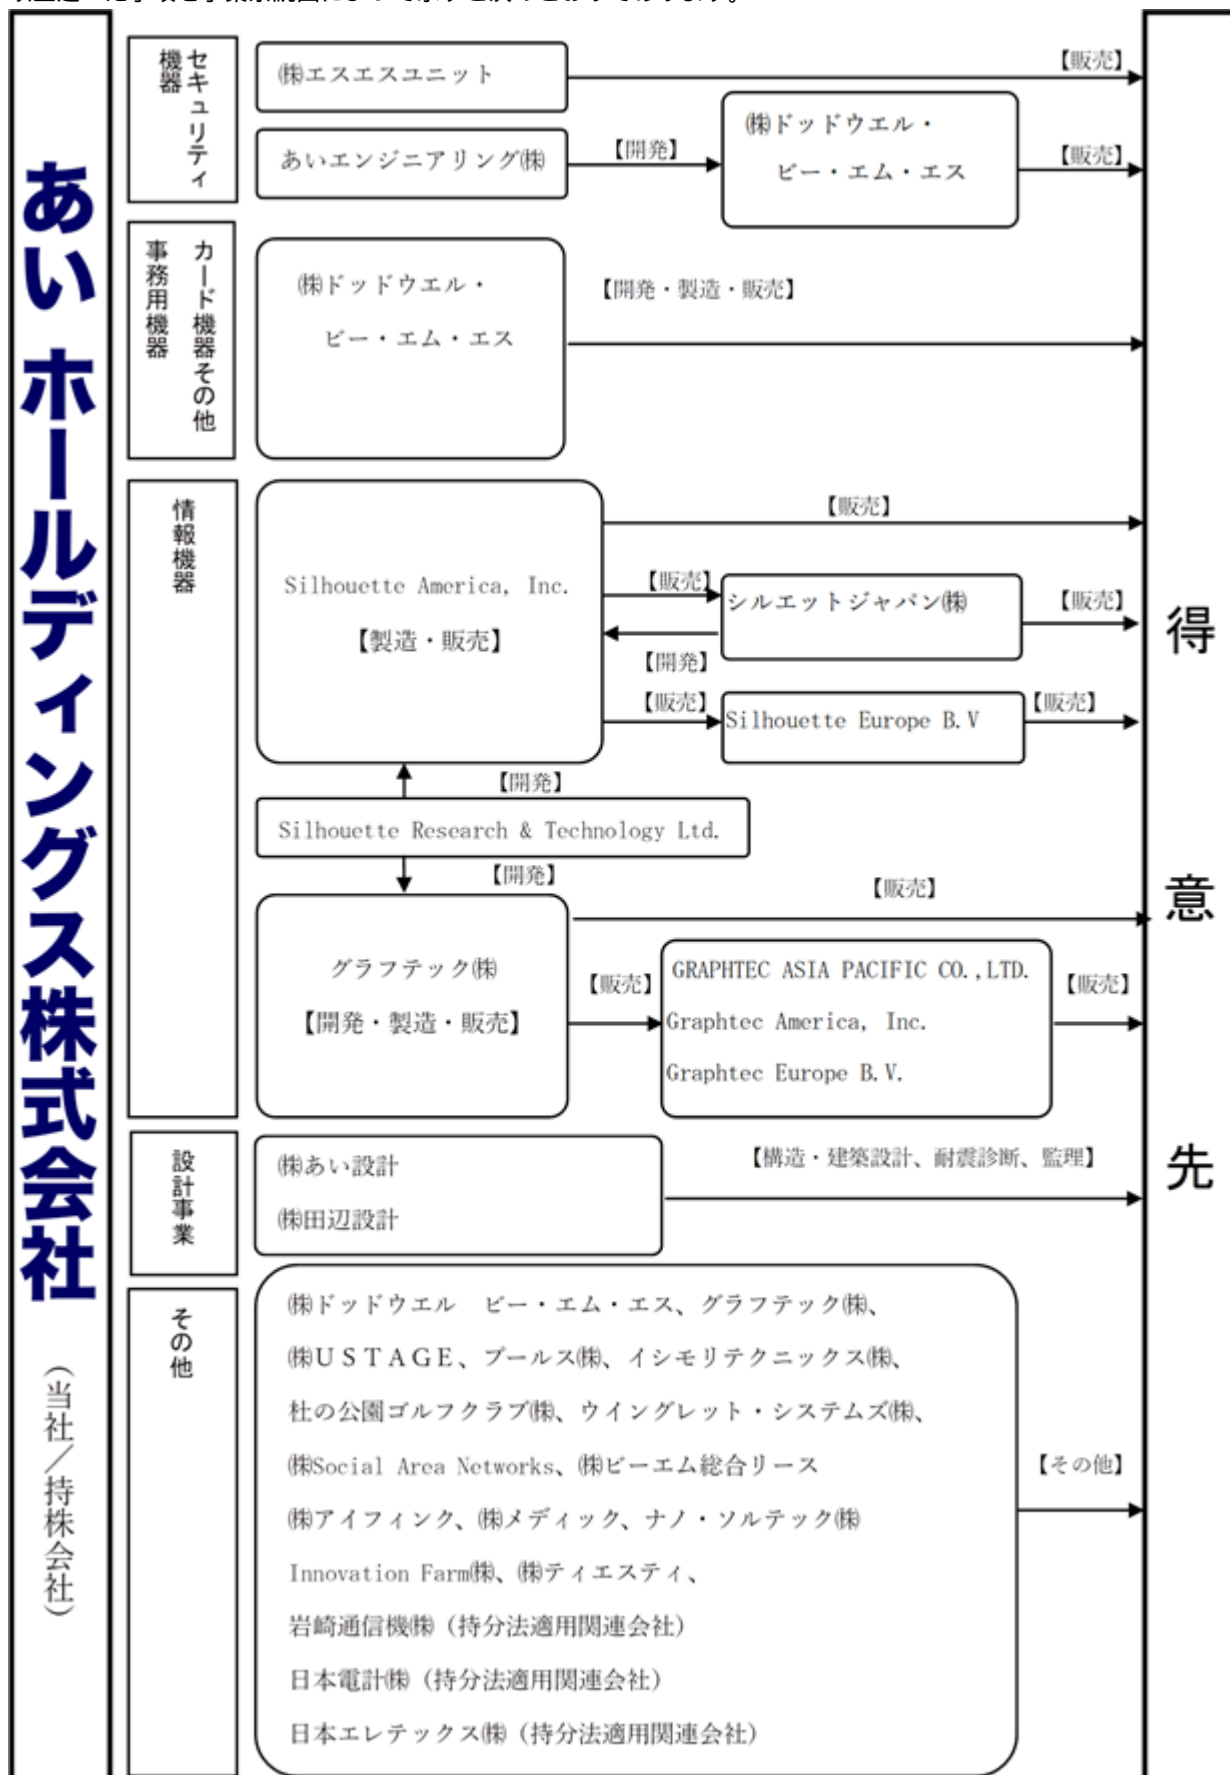 あい ホールディングス株式会社
（当社／持株会社）
セキュリティ
機器
㈱エスエスユニット
【販売】
あいエンジニアリング㈱
【開発】
㈱ドッドウエル・
ビー・エム・エス
【販売】
カード機器その他
事務用機器
㈱ドッドウエル・
ビー・エム・エス
【開発・製造・販売】
情報機器
Silhouette America, Inc.
【製造・販売】
【販売】
【販売】
シルエットジャパン㈱
【販売】
【開発】
【販売】
Silhouette Europe B.V
【販売】
【開発】
Silhouette Research & Technology Ltd.
【開発】
グラフテック㈱
【開発・製造・販売】
【販売】
【販売】
GRAPHTEC ASIA PACIFIC CO.,LTD.
Graphtec America, Inc.
Graphtec Europe B.V.
【販売】
設計事業
㈱あい設計
㈱田辺設計
【構造・建築設計、耐震診断、監理】
その他
㈱ドッドウエル　ビー・エム・エス、グラフテック㈱、
㈱ＵＳＴＡＧＥ、プールス㈱、イシモリテクニックス㈱、
杜の公園ゴルフクラブ㈱、ウイングレット・システムズ㈱、
㈱Social Area Networks、㈱ビーエム総合リース
㈱アイフィンク、㈱メディック、ナノ・ソルテック㈱
Innovation Farm㈱、㈱ティエスティ、
岩崎通信機㈱（持分法適用関連会社）
日本電計㈱（持分法適用関連会社）
日本エレテックス㈱（持分法適用関連会社）
【その他】
得意先